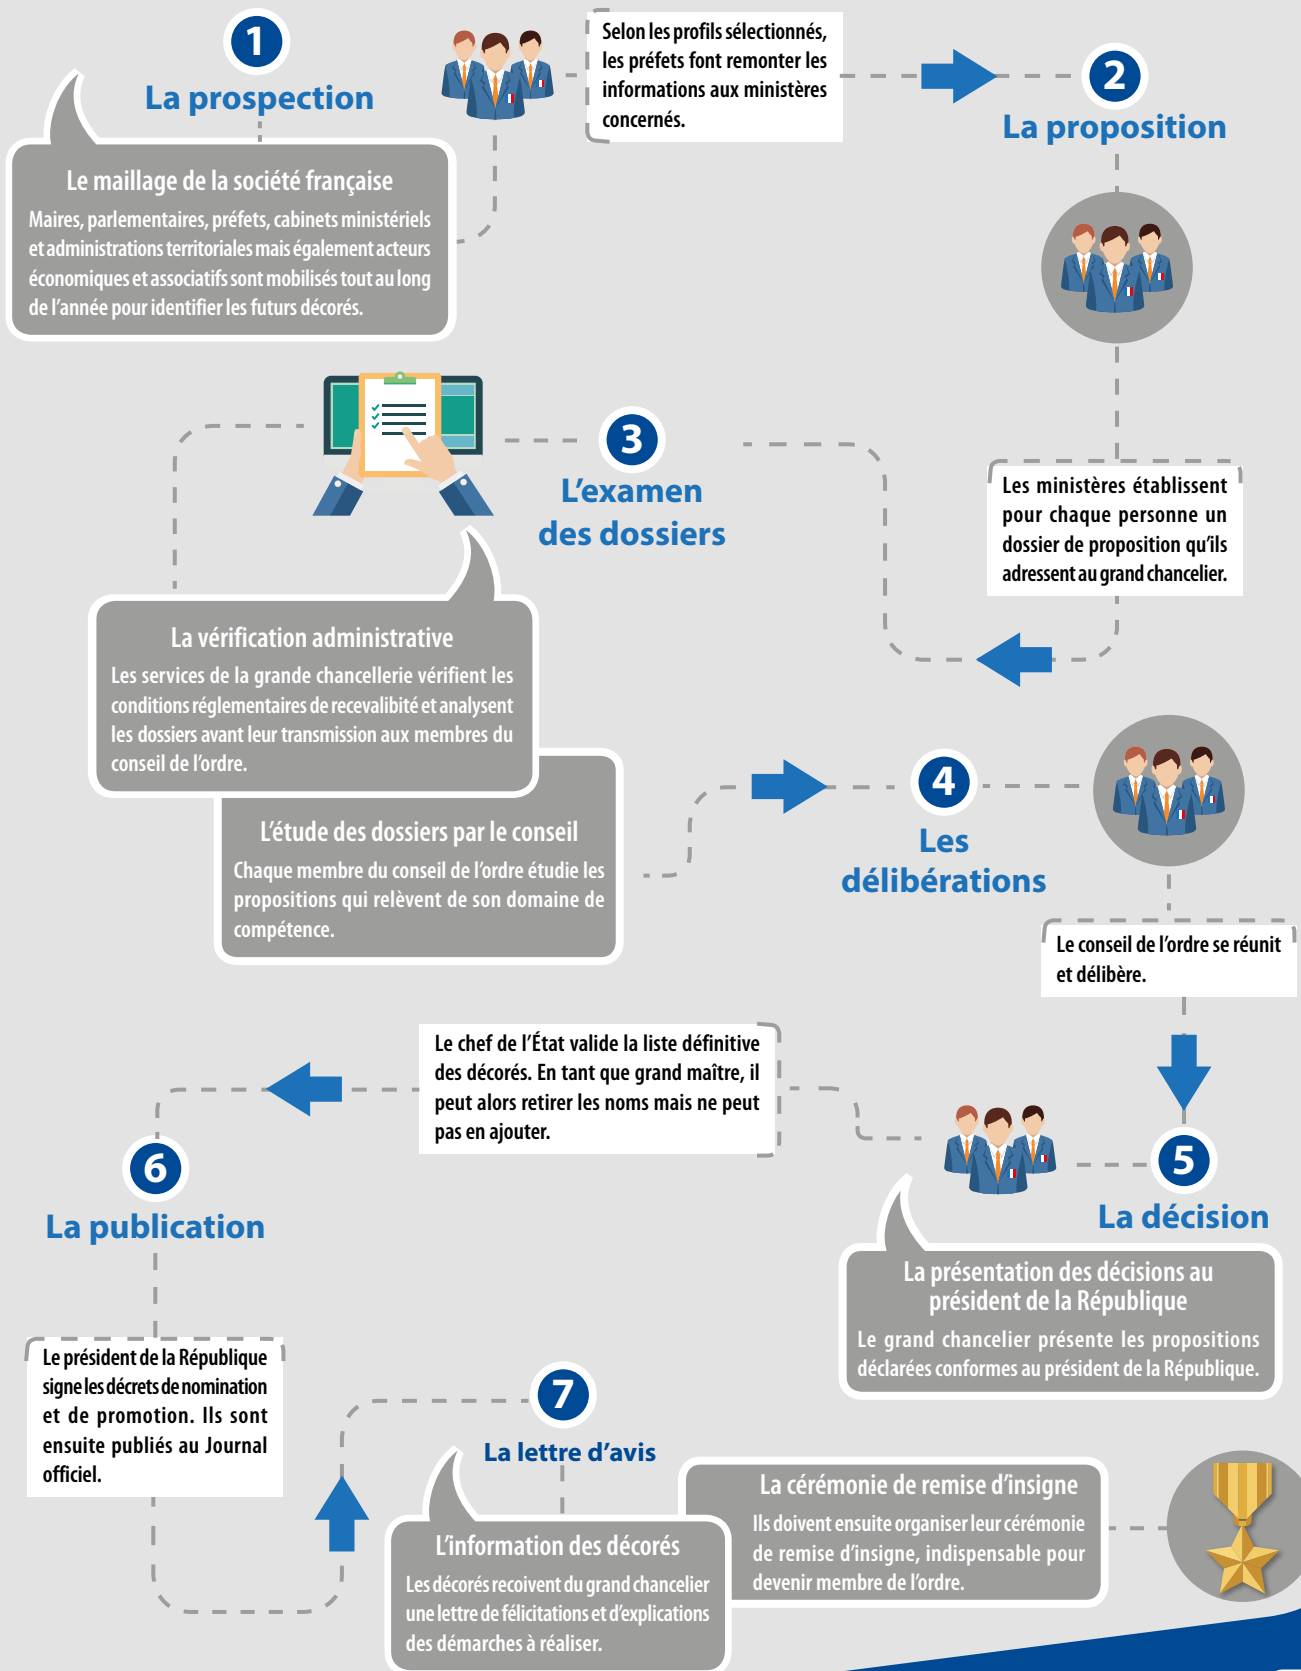 1
La prospection
Le maillage de la société française
Maires, parlementaires, préfets, cabinets ministériels
et administrations territoriales mais également acteurs
économiques et associatifs sont mobilisés tout au long
de l'année pour identifier les futurs décorés.
Selon les profils sélectionnés,
les préfets font remonter les
informations aux ministères
concernés.
2
La proposition
Les ministères établissent
pour chaque personne un
dossier de proposition qu'ils
adressent au grand chancelier.
3
L'examen
des dossiers
La vérification administrative
Les services de la grande chancellerie vérifient les
conditions réglementaires de recevalibité et analysent
les dossiers avant leur transmission aux membres du
conseil de l'ordre.
L'étude des dossiers par le conseil
Chaque membre du conseil de l'ordre étudie les
propositions qui relèvent de son domaine de
compétence.
4
Les
délibérations
Le conseil de l'ordre se réunit
et délibère.
5
La décision
La présentation des décisions au
président de la République
Le grand chancelier présente les propositions
déclarées conformes au président de la République.
Le chef de l'État valide la liste définitive
des décorés. En tant que grand maître, il
peut alors retirer les noms mais ne peut
pas en ajouter.
6
La publication
Le président de la République
signe les décrets de nomination
et de promotion. Ils sont
ensuite publiés au Journal
officiel.
7
La lettre d'avis
L'information des décorés
Les décorés recoivent du grand chancelier
une lettre de félicitations et d'explications
des démarches à réaliser.
La cérémonie de remise d'insigne
Ils doivent ensuite organiser leur cérémonie
de remise d'insigne, indispensable pour
devenir membre de l'ordre.